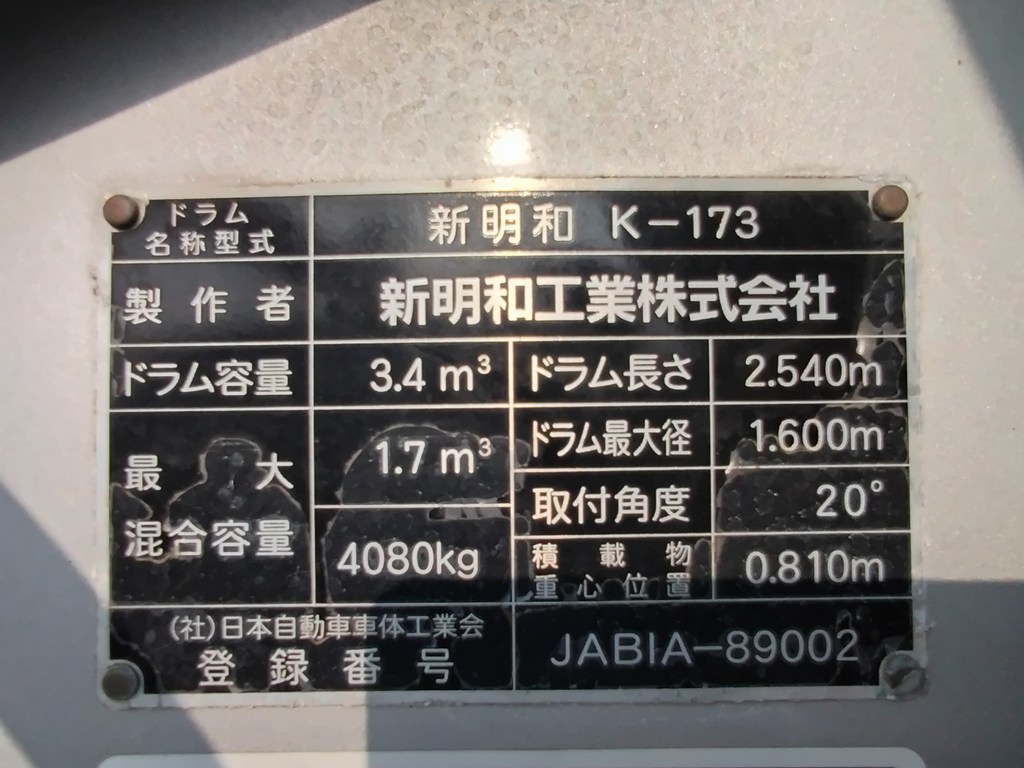 ドラム
名称型式
新明和 K-173
製作者
新明和工業株式会社
ドラム容量
3.4 m³
ドラム長さ
2.540m
最大
混合容量
1.7 m³
4080kg
ドラム最大径
1.600m
取付角度
20°
積載物
重心位置
0.810m
(社)日本自動車車体工業会
登録番号
JABIA-89002